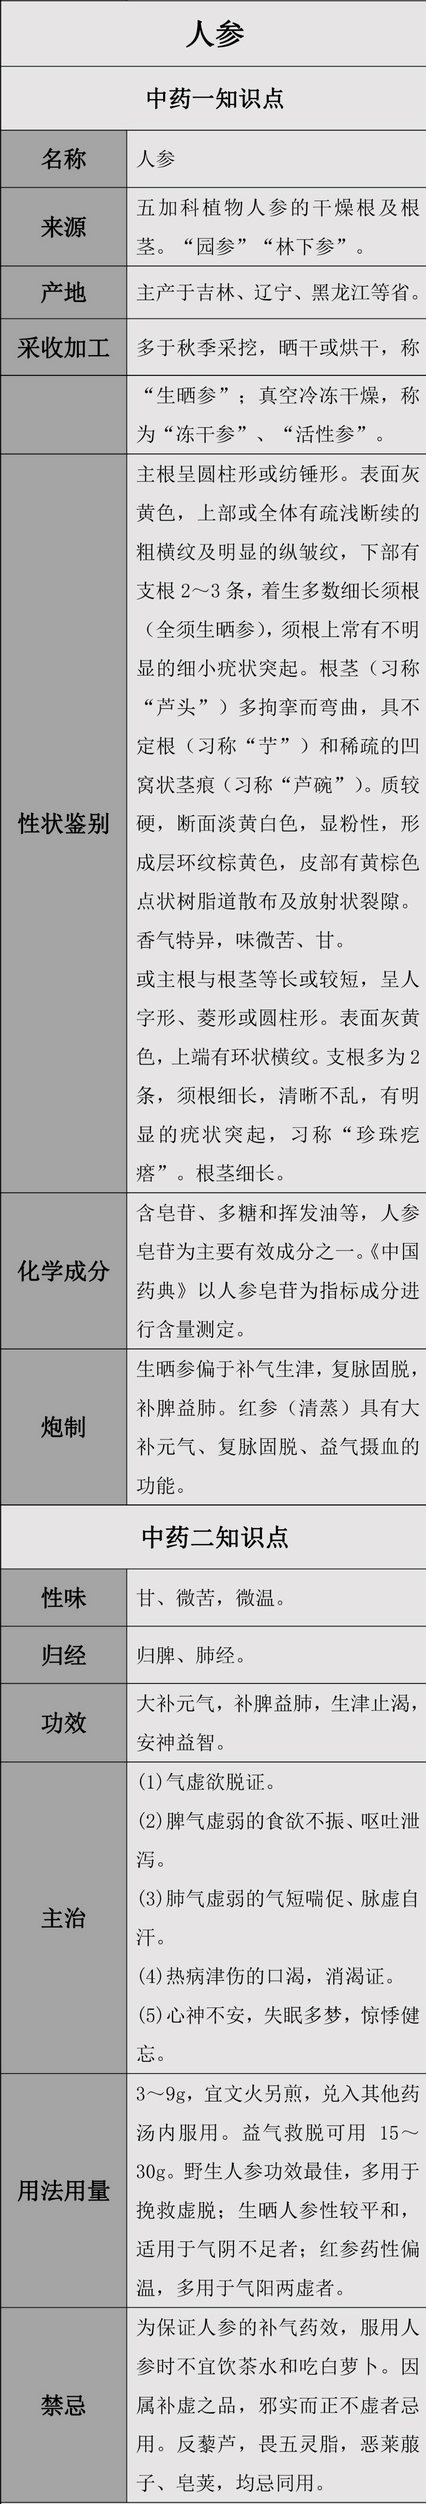 人参
中药一知识点
名称
人参
来源
五加科植物人参的干燥根及根
茎。“园参”“林下参”。
产地
主产于吉林、辽宁、黑龙江等省。
采收加工
多于秋季采挖，晒干或烘干，称
“生晒参”；真空冷冻干燥，称
为“冻干参”、“活性参”。
性状鉴别
主根呈圆柱形或纺锤形。表面灰
黄色，上部或全体有疏浅断续的
粗横纹及明显的纵皱纹，下部有
支根 2～3 条，着生多数细长须根
（全须生晒参），须根上常有不明
显的细小疣状突起。根茎（习称
“芦头”）多拘挛而弯曲，具不
定根（习称“艼”）和稀疏的凹
窝状茎痕（习称“芦碗”）。质较
硬，断面淡黄白色，显粉性，形
成层环纹棕黄色，皮部有黄棕色
点状树脂道散布及放射状裂隙。
香气特异，味微苦、甘。
或主根与根茎等长或较短，呈人
字形、菱形或圆柱形。表面灰黄
色，上端有环状横纹。支根多为 2
条，须根细长，清晰不乱，有明
显的疣状突起，习称“珍珠疙
瘩”。根茎细长。
化学成分
含皂苷、多糖和挥发油等，人参
皂苷为主要有效成分之一。《中国
药典》以人参皂苷为指标成分进
行含量测定。
炮制
生晒参偏于补气生津，复脉固脱，
补脾益肺。红参（清蒸）具有大
补元气、复脉固脱、益气摄血的
功能。
中药二知识点
性味
甘、微苦，微温。
归经
归脾、肺经。
功效
大补元气，补脾益肺，生津止渴，
安神益智。
主治
(1)气虚欲脱证。
(2)脾气虚弱的食欲不振、呕吐泄
泻。
(3)肺气虚弱的气短喘促、脉虚自
汗。
(4)热病津伤的口渴，消渴证。
(5)心神不安，失眠多梦，惊悸健
忘。
用法用量
3～9g，宜文火另煎，兑入其他药
汤内服用。益气救脱可用 15～
30g。野生人参功效最佳，多用于
挽救虚脱；生晒人参性较平和，
适用于气阴不足者；红参药性偏
温，多用于气阳两虚者。
禁忌
为保证人参的补气药效，服用人
参时不宜饮茶水和吃白萝卜。因
属补虚之品，邪实而正不虚者忌
用。反藜芦，畏五灵脂，恶莱菔
子、皂荚，均忌同用。